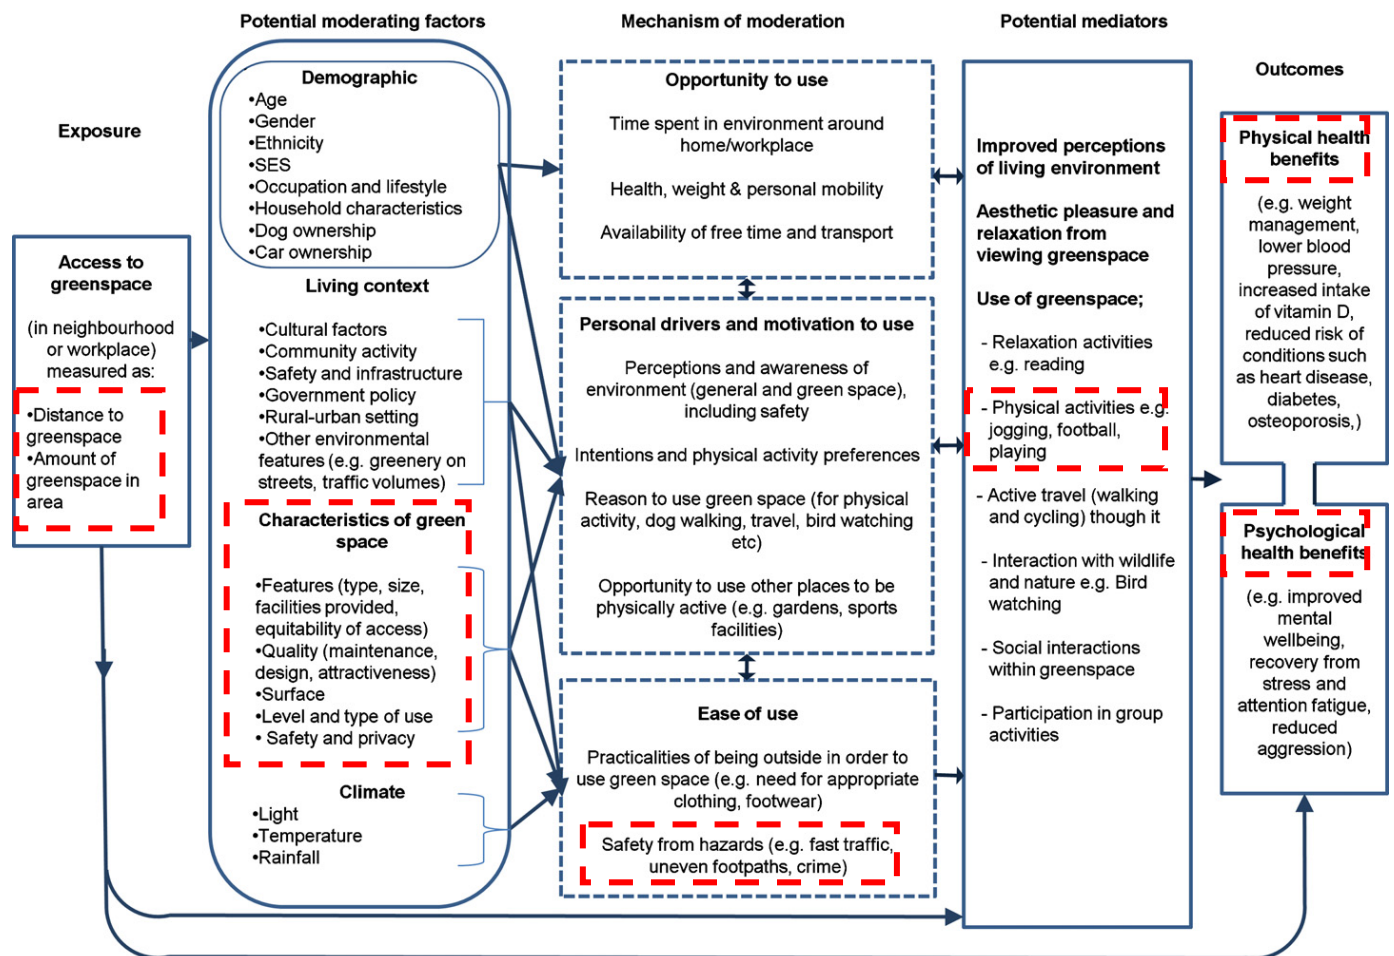 Potential moderating factors
Mechanism of moderation
Potential mediators
Outcomes
Exposure
Access to
greenspace
(in neighbourhood
or workplace)
measured as:
•Distance to
greenspace
•Amount of
greenspace in
area
Demographic
•Age
•Gender
•Ethnicity
•SES
•Occupation and lifestyle
•Household characteristics
•Dog ownership
•Car ownership
Living context
•Cultural factors
•Community activity
•Safety and infrastructure
•Government policy
•Rural-urban setting
•Other environmental
features (e.g. greenery on
streets, traffic volumes)
Characteristics of green
space
•Features (type, size,
facilities provided,
equitability of access)
•Quality (maintenance,
design, attractiveness)
•Surface
•Level and type of use
• Safety and privacy
Climate
•Light
•Temperature
•Rainfall
Opportunity to use
Time spent in environment around
home/workplace
Health, weight & personal mobility
Availability of free time and transport
Personal drivers and motivation to use
Perceptions and awareness of
environment (general and green space),
including safety
Intentions and physical activity preferences
Reason to use green space (for physical
activity, dog walking, travel, bird watching
etc)
Opportunity to use other places to be
physically active (e.g. gardens, sports
facilities)
Ease of use
Practicalities of being outside in order to
use green space (e.g. need for appropriate
clothing, footwear)
Safety from hazards (e.g. fast traffic,
uneven footpaths, crime)
Improved perceptions
of living environment
Aesthetic pleasure and
relaxation from
viewing greenspace
Use of greenspace;
- Relaxation activities
e.g. reading
- Physical activities e.g.
jogging, football,
playing
- Active travel (walking
and cycling) though it
- Interaction with wildlife
and nature e.g. Bird
watching
- Social interactions
within greenspace
- Participation in group
activities
Physical health
benefits
(e.g. weight
management,
lower blood
pressure,
increased intake
of vitamin D,
reduced risk of
conditions such
as heart disease,
diabetes,
osteoporosis,)
Psychological
health benefits
(e.g. improved
mental
wellbeing,
recovery from
stress and
attention fatigue,
reduced
aggression)